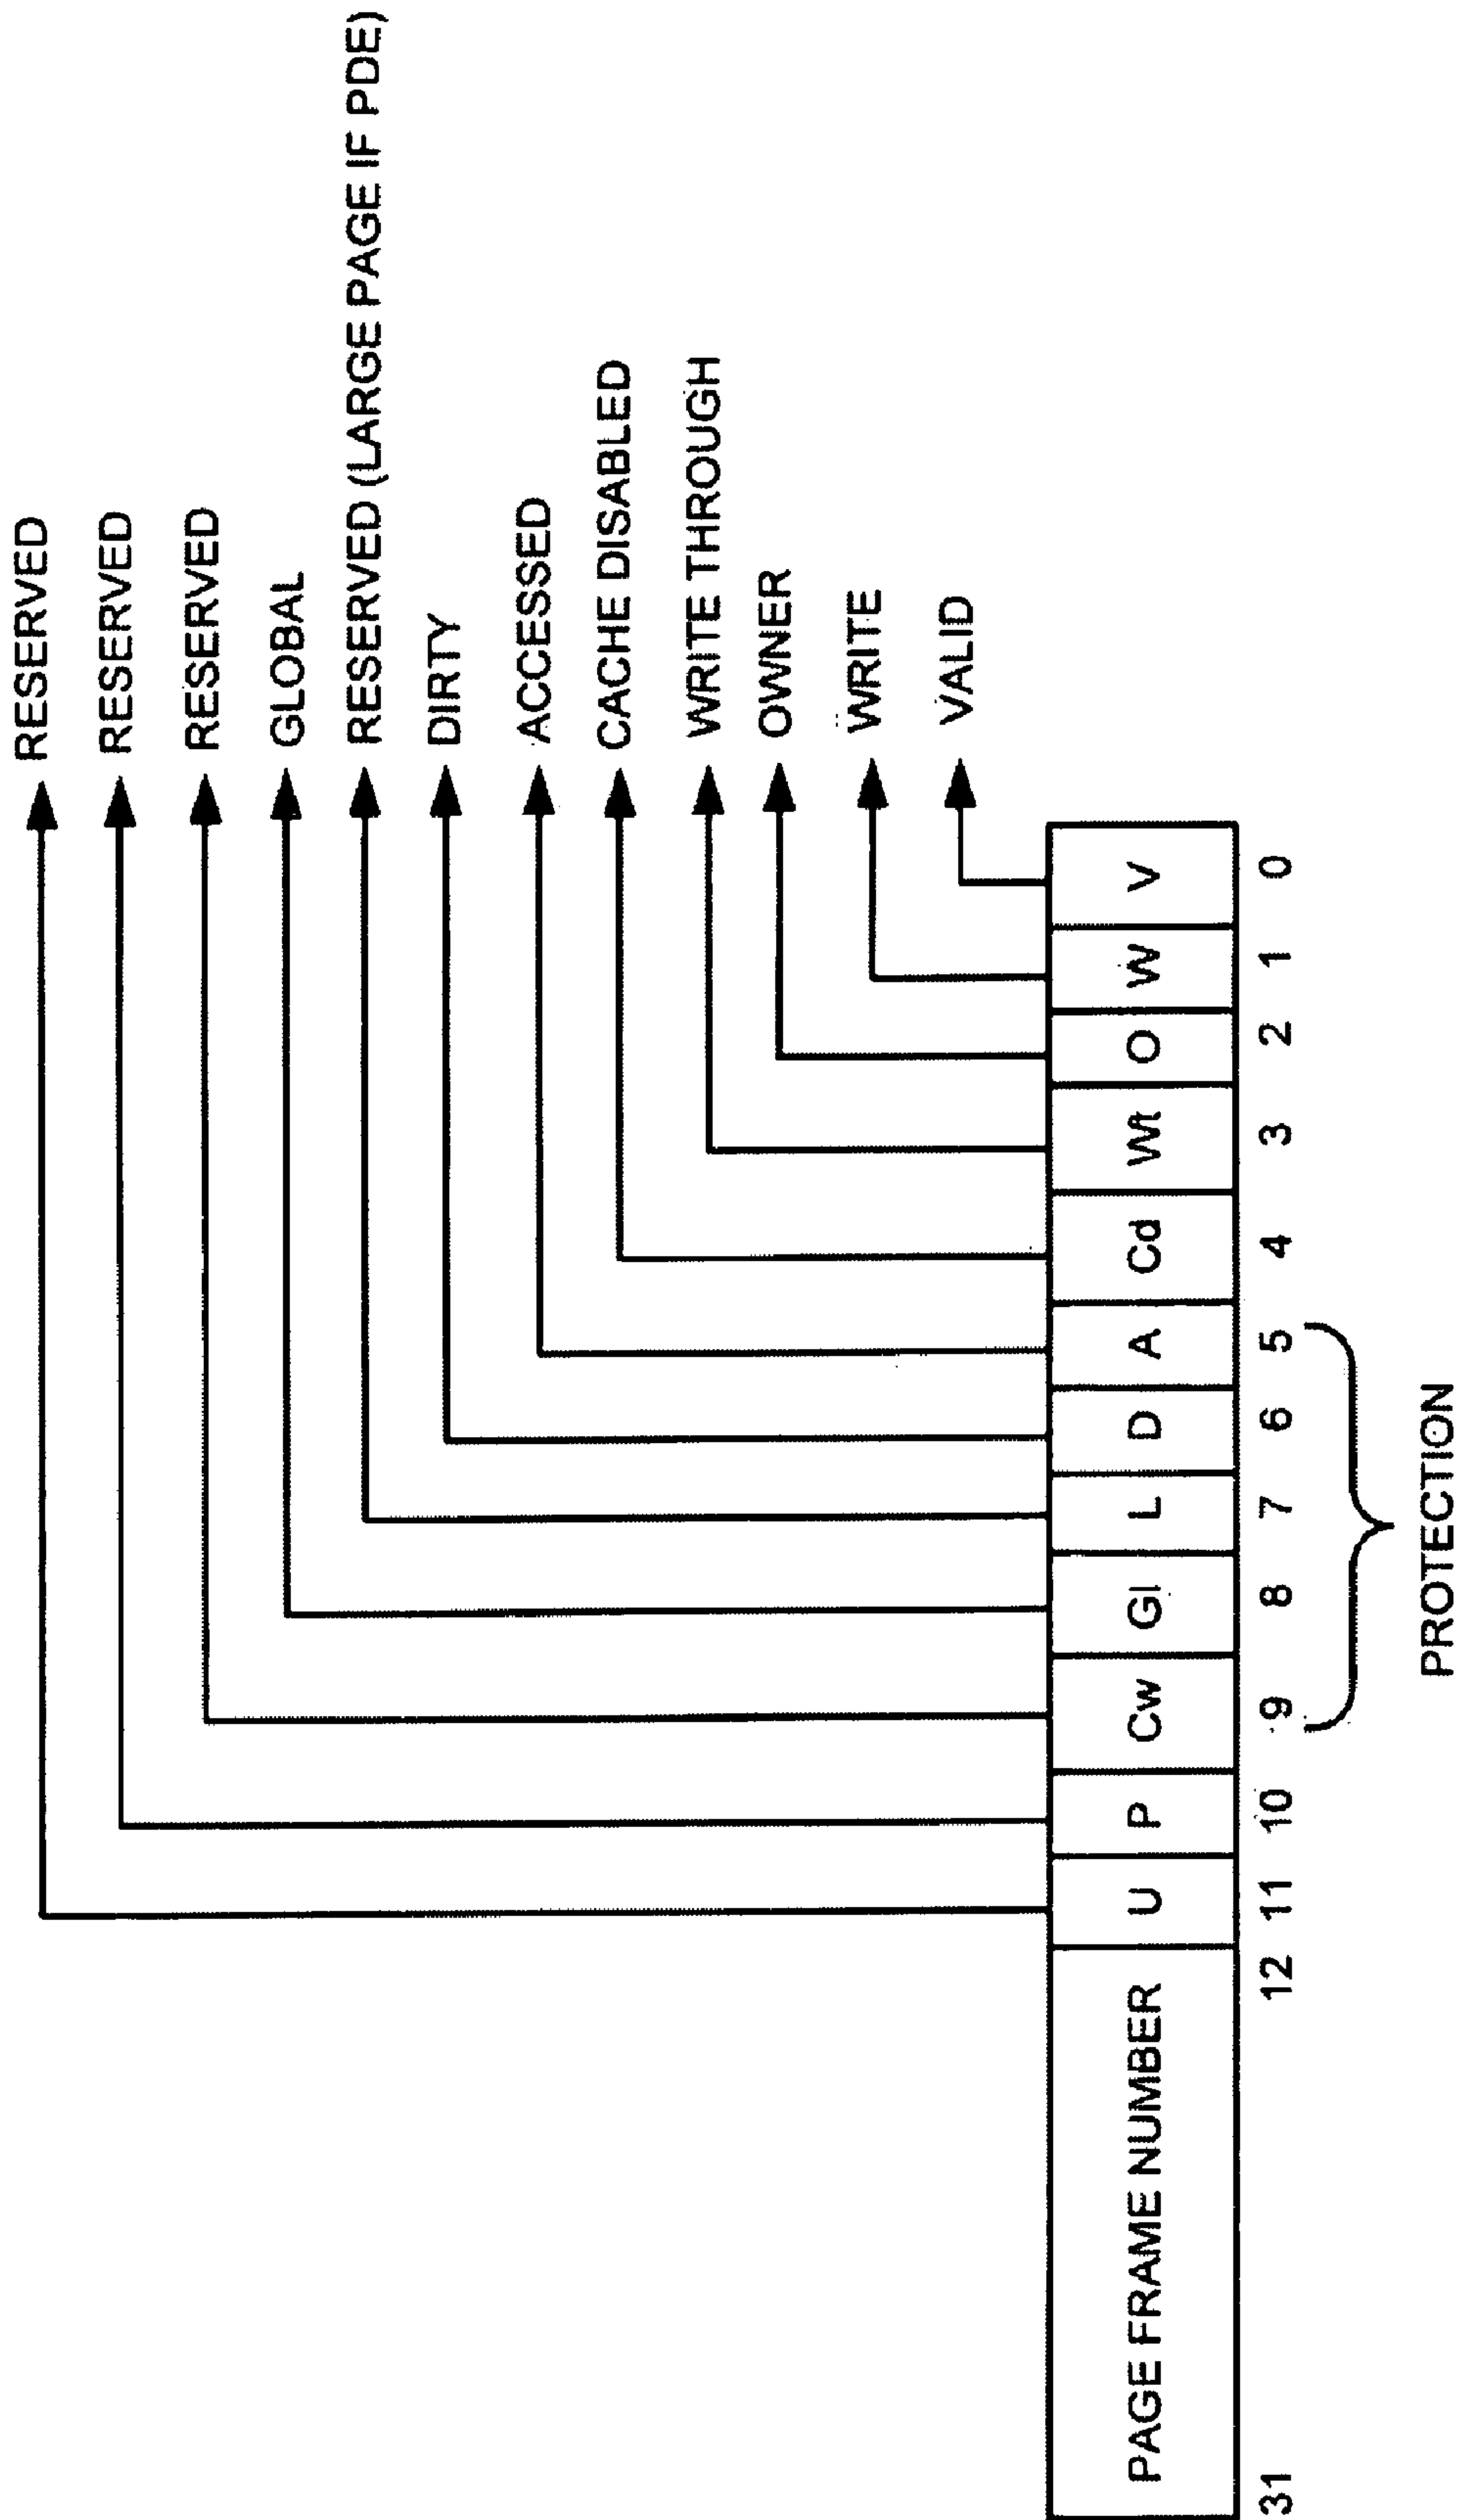 RESERVED
RESERVED
RESERVED
GLOBAL
RESERVED (LARGE PAGE IF PDE)
DIRTY
ACCESSED
CACHE DISABLED
WRITE THROUGH
OWNER
WRITE
VALID
PAGE FRAME NUMBER U P Cw Gl L D A Cd Wt O W V
31 12 11 10 9 8 7 6 5 4 3 2 1 0
PROTECTION